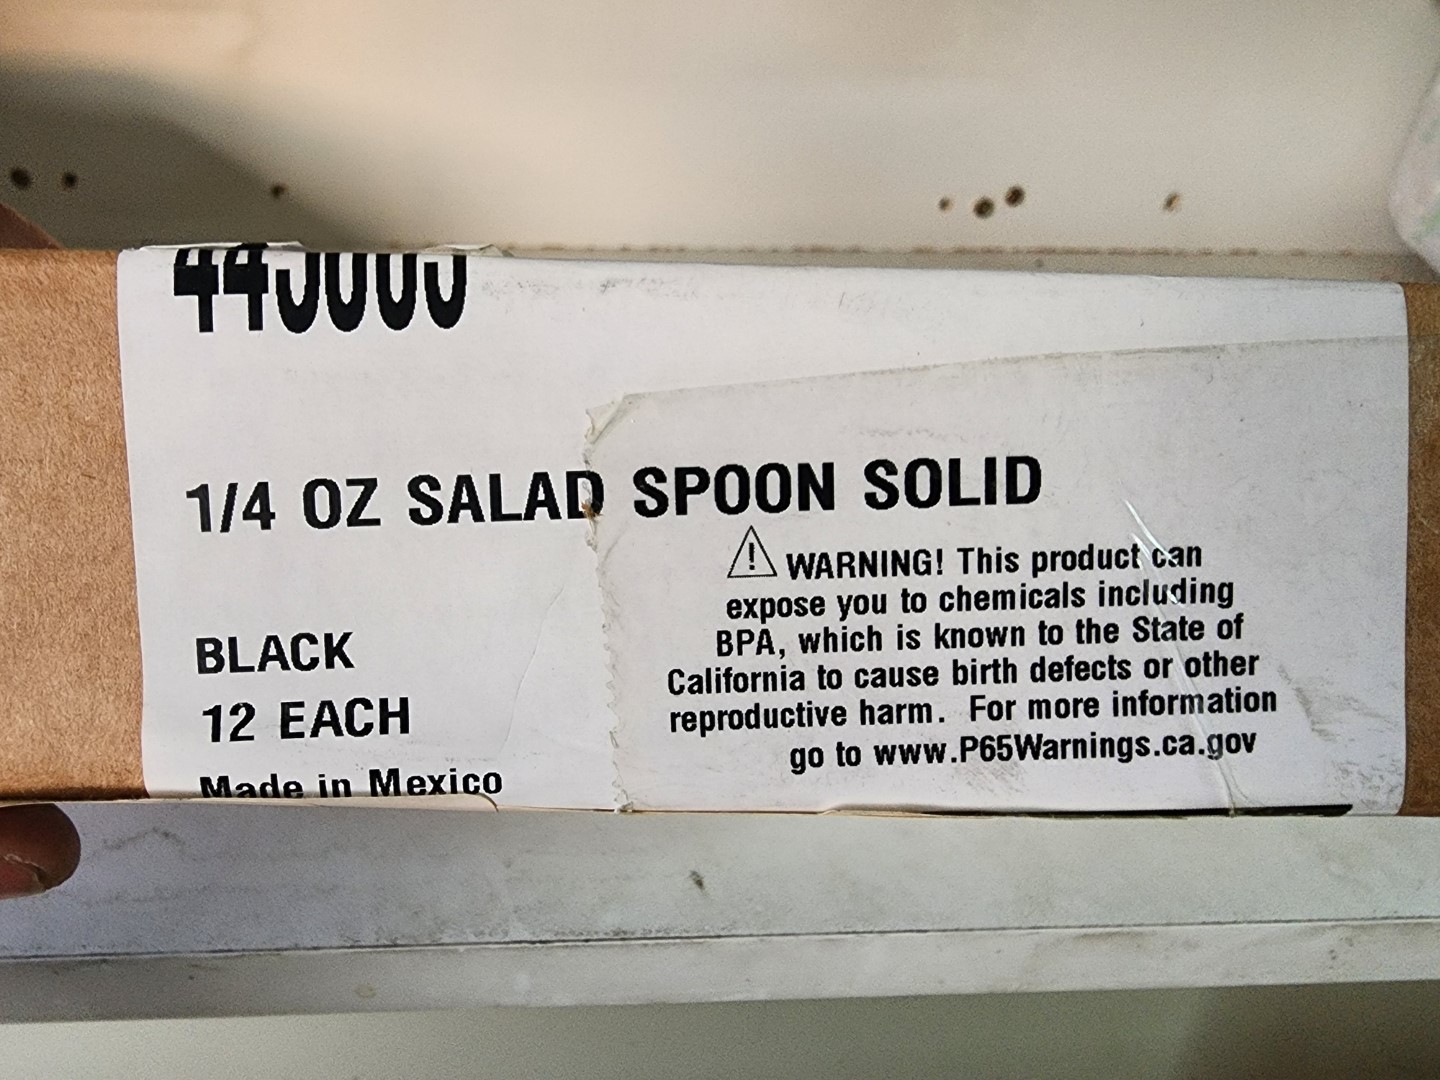 1/4 OZ SALAD SPOON SOLID
WARNING! This product can
expose you to chemicals including
BPA, which is known to the State of
California to cause birth defects or other
reproductive harm. For more information
go to www.P65Warnings.ca.gov
BLACK
12 EACH
Made in Mexico